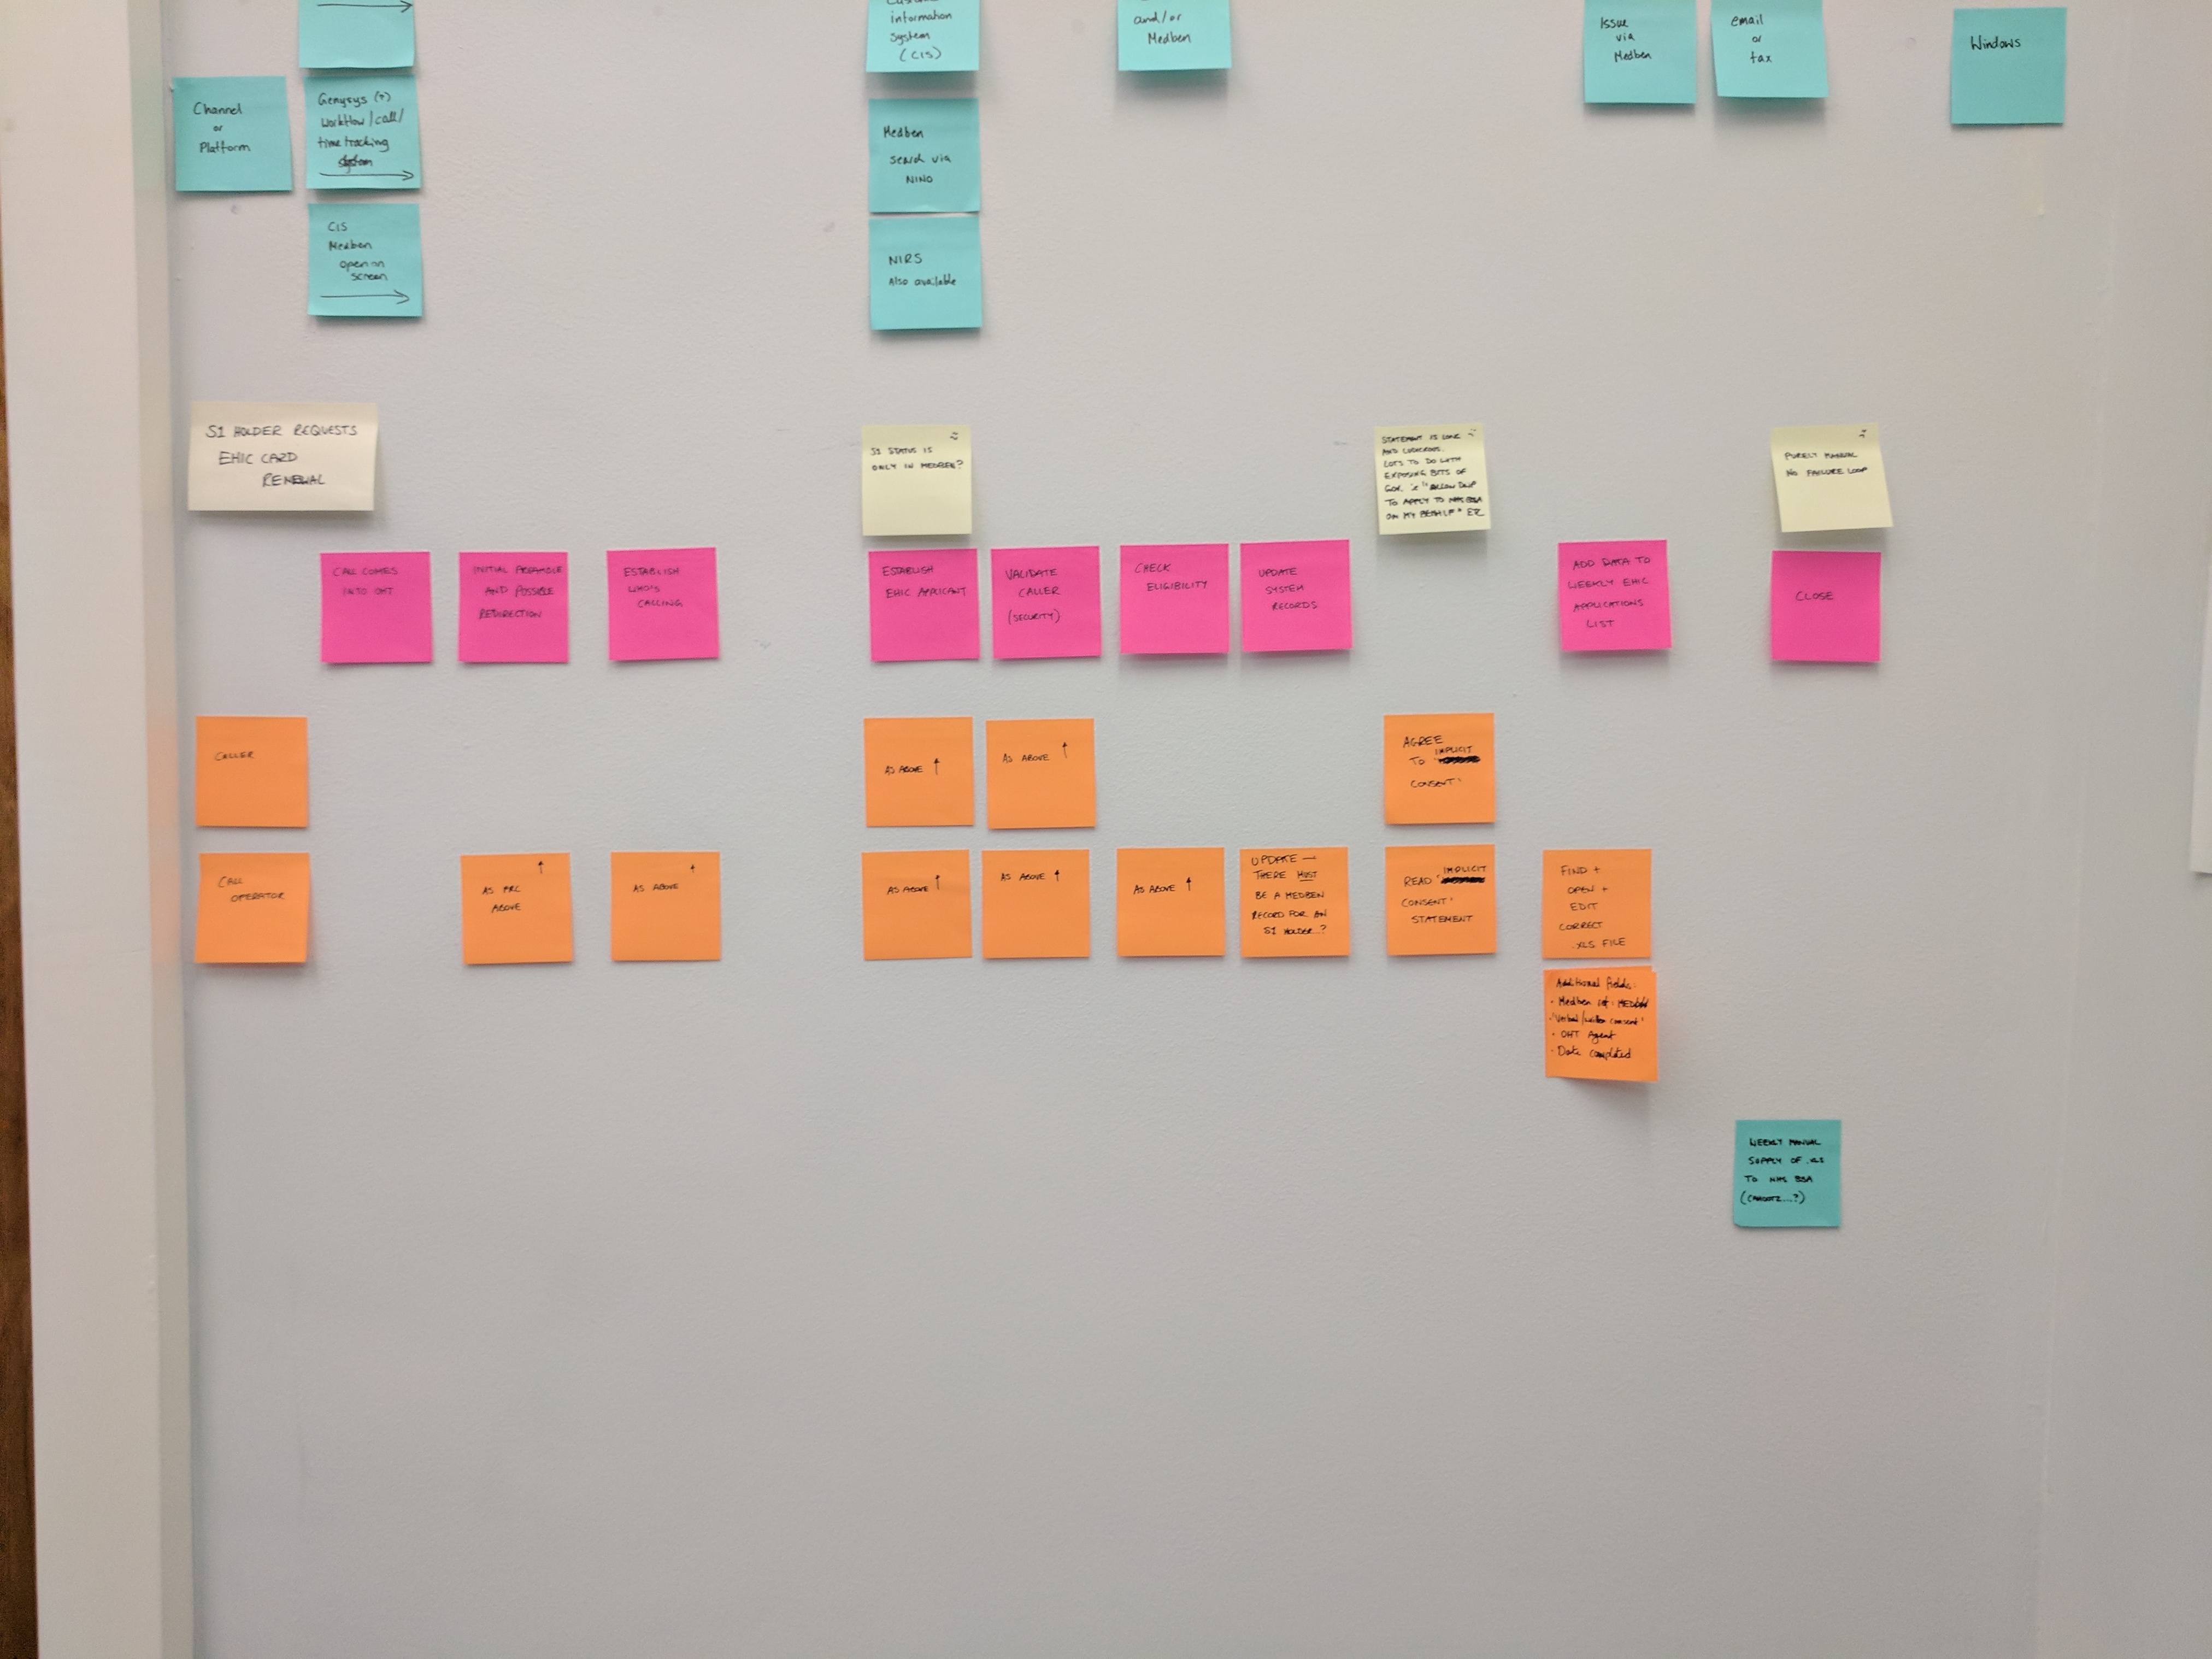 information
system
(CIS)
and/or
Medben
Issue
via
Medben
email
or
fax
Windows
Channel
or
Platform
Genysys (?)
Workflow/call/
time tracking
system
Medben
search via
NINO
CIS
Medben
open on
screen
NIRS
Also available
S1 HOLDER REQUESTS
EHIC CARD
RENEWAL
S1 STATUS IS
ONLY IN MEDBEN?
STATEMENT IS LONG
AND LUDICROUS.
LOTS TO DO WITH
EXPOSING BITS OF
GOV. "ALLOW DWP
TO APPLY TO NHS BSA
ON MY BEHALF"
PURELY MANUAL
NO FAILURE LOOP
CALL COMES
INTO OHT
INITIAL PREAMBLE
AND POSSIBLE
REDIRECTION
ESTABLISH
WHO'S
CALLING
ESTABLISH
EHIC APPLICANT
VALIDATE
CALLER
(SECURITY)
CHECK
ELIGIBILITY
UPDATE
SYSTEM
RECORDS
ADD DATA TO
WEEKLY EHIC
APPLICATIONS
LIST
CLOSE
CALLER
AS ABOVE ↑
AS ABOVE ↑
AGREE
TO 'IMPLICIT
CONSENT'
CALL
OPERATOR
AS PER
ABOVE ↑
AS ABOVE ↑
AS ABOVE ↑
AS ABOVE ↑
AS ABOVE ↑
UPDATE —
THERE MUST
BE A MEDBEN
RECORD FOR AN
S1 HOLDER...?
READ 'IMPLICIT
CONSENT'
STATEMENT
FIND +
OPEN +
EDIT
CORRECT
.XLS FILE
Additional fields:
· Medben ref:
· 'Verbal/written consent'
· OHT Agent
· Date completed
WEEKLY MANUAL
SUPPLY OF .XLS
TO NHS BSA
(CAHOOTZ...?)